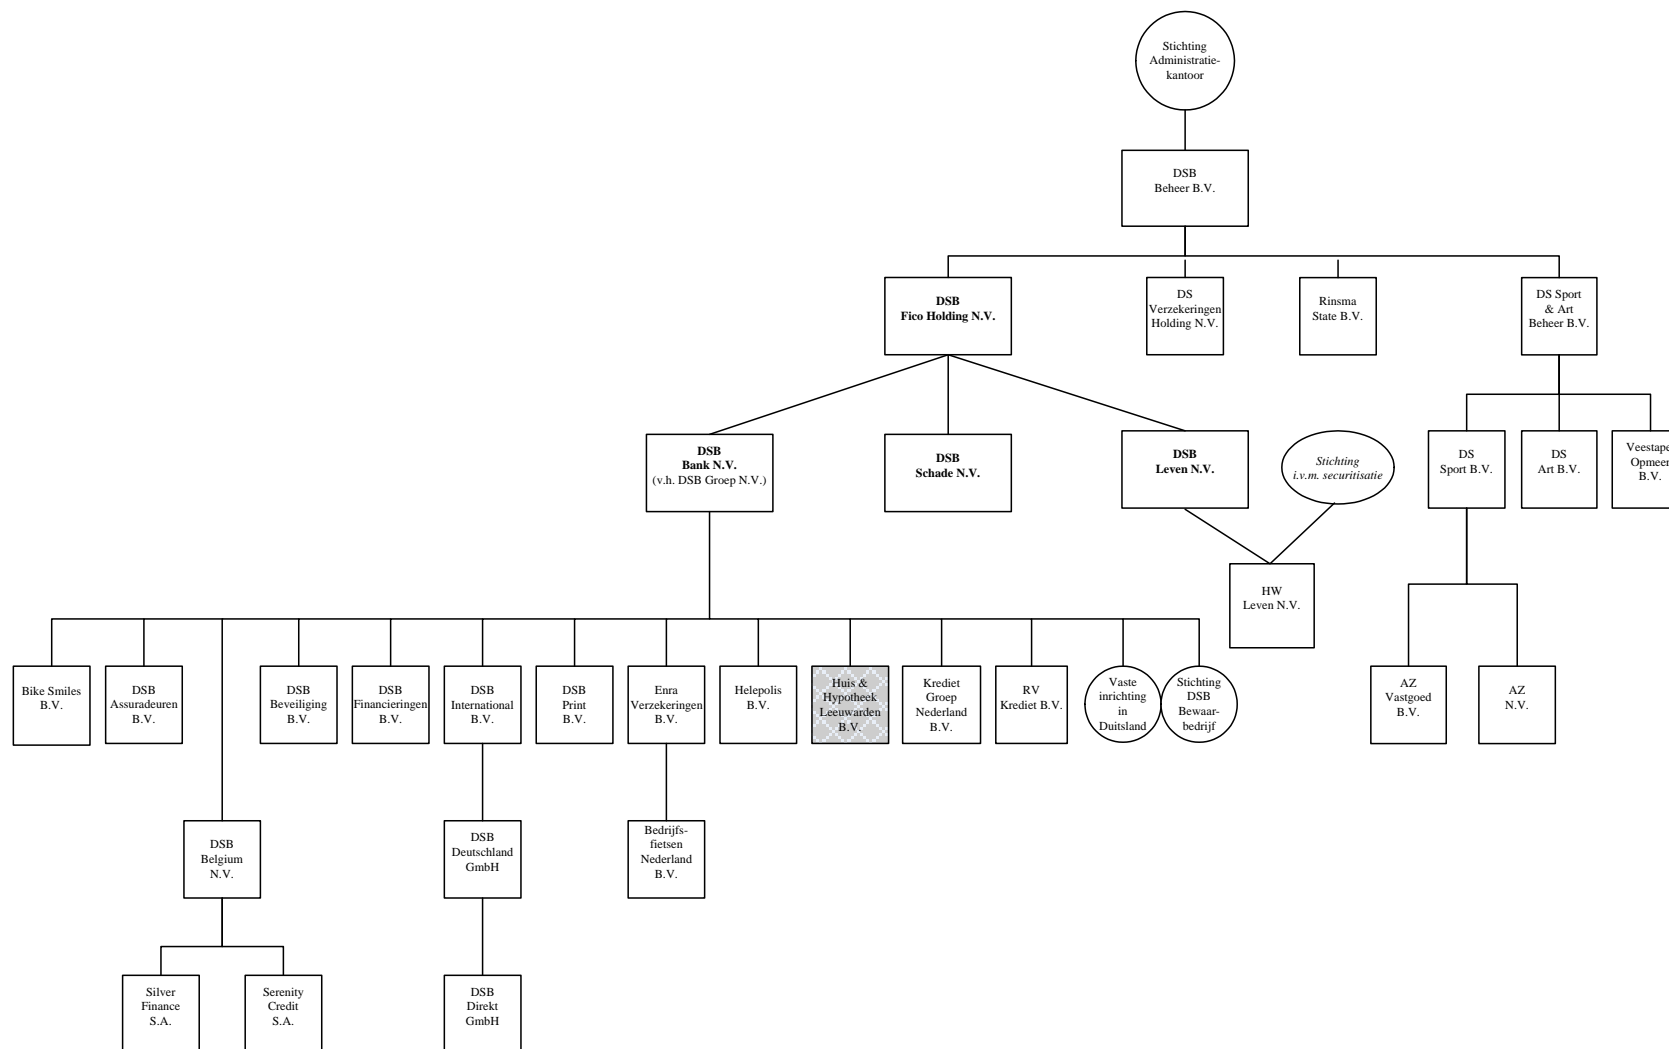 Stichting
Administratie-
kantoor
DSB
Beheer B.V.
DSB
Fico Holding N.V.
DS
Verzekeringen
Holding N.V.
Rinsma
State B.V.
DS Sport
& Art
Beheer B.V.
DSB
Bank N.V.
(v.h. DSB Groep N.V.)
DSB
Schade N.V.
DSB
Leven N.V.
Stichting
i.v.m. securitisatie
DS
Sport B.V.
DS
Art B.V.
Veestapel
Opmeer
B.V.
HW
Leven N.V.
Bike Smiles
B.V.
DSB
Assuradeuren
B.V.
DSB
Beveiliging
B.V.
DSB
Financieringen
B.V.
DSB
International
B.V.
DSB
Print
B.V.
Enra
Verzekeringen
B.V.
Helepolis
B.V.
Huis &
Hypotheek
Leeuwarden
B.V.
Krediet
Groep
Nederland
B.V.
RV
Krediet B.V.
Vaste
inrichting
in
Duitsland
Stichting
DSB
Bewaar-
bedrijf
AZ
Vastgoed
B.V.
AZ
N.V.
DSB
Belgium
N.V.
DSB
Deutschland
GmbH
Bedrijfs-
fietsen
Nederland
B.V.
Silver
Finance
S.A.
Serenity
Credit
S.A.
DSB
Direkt
GmbH